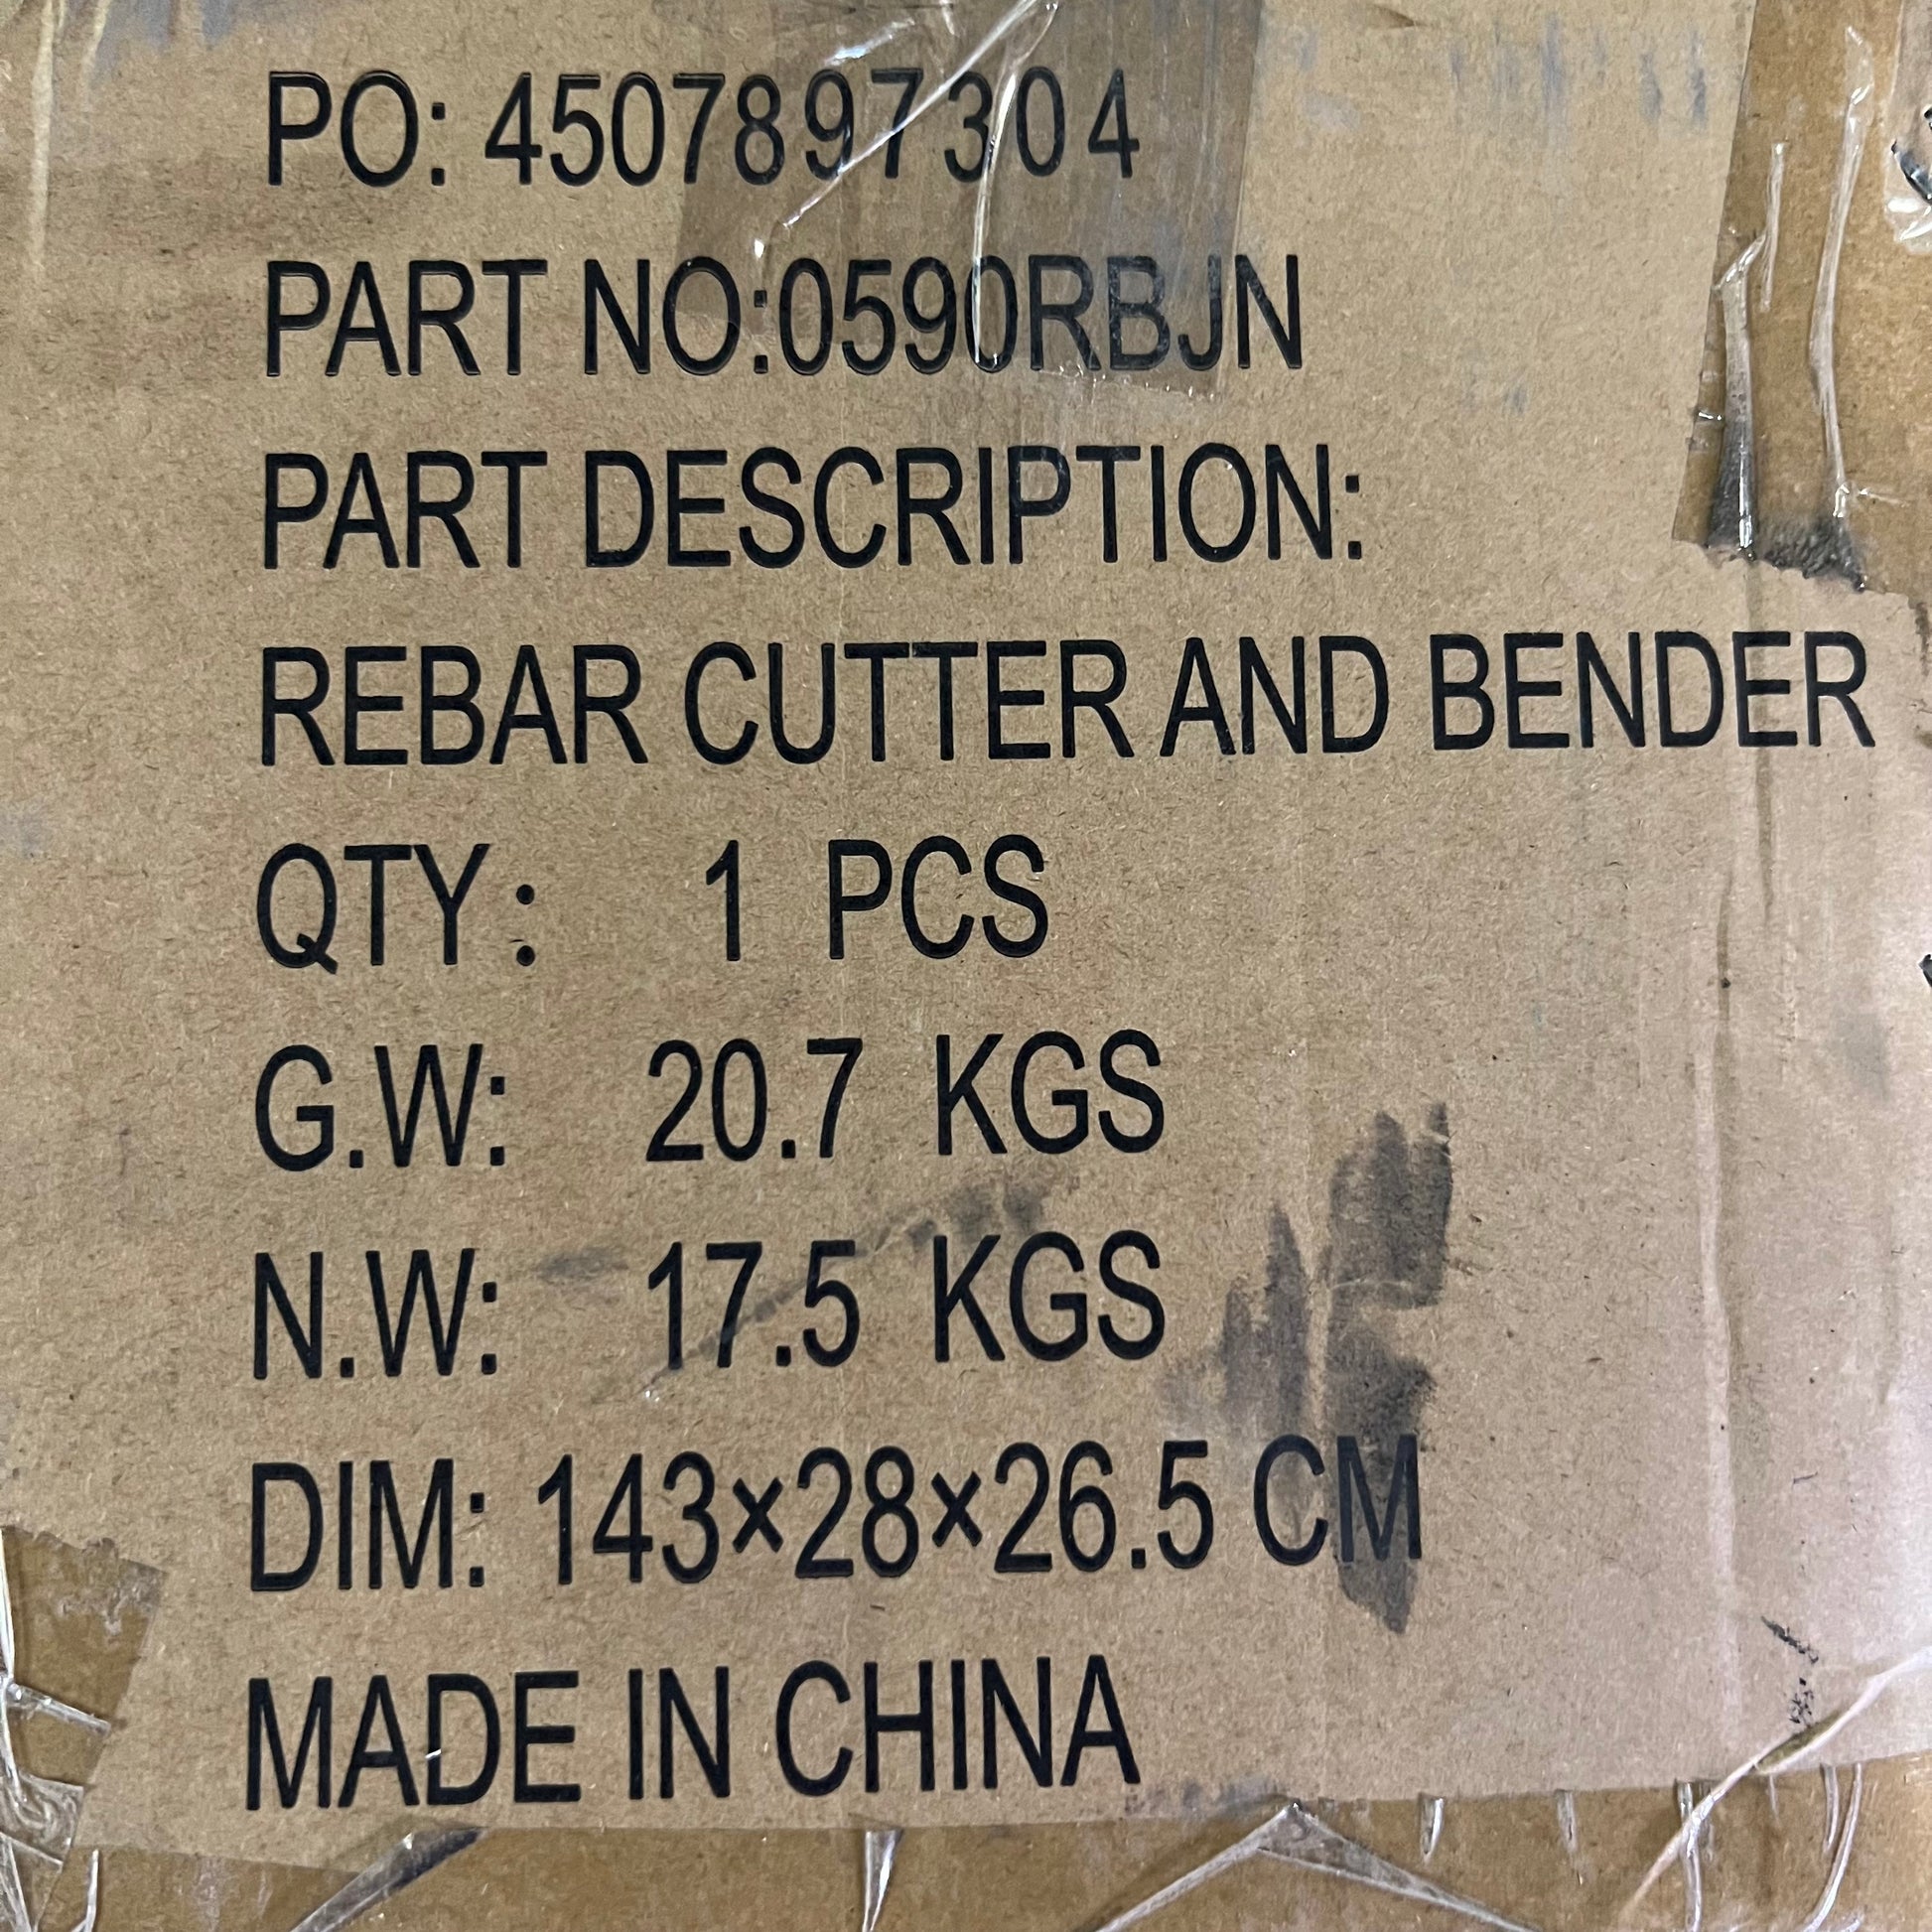 PO: 4507897304
PART NO:0590RBJN
PART DESCRIPTION:
REBAR CUTTER AND BENDER
QTY: 1 PCS
G.W: 20.7 KGS
N.W: 17.5 KGS
DIM: 143×28×26.5 CM
MADE IN CHINA